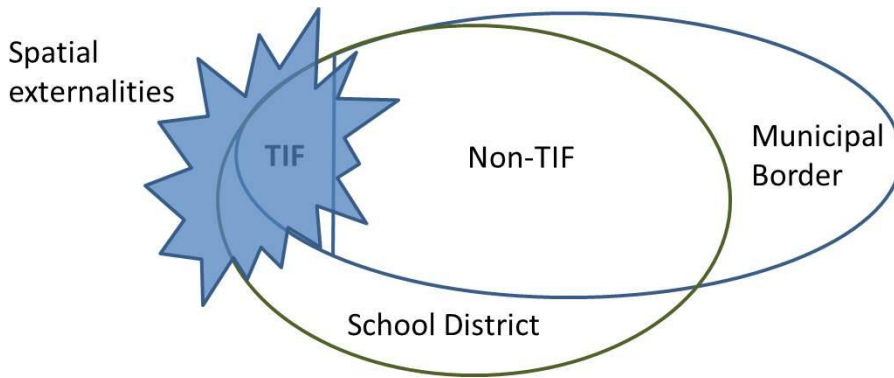 Spatial
externalities
TIF
Non-TIF
Municipal
Border
School District